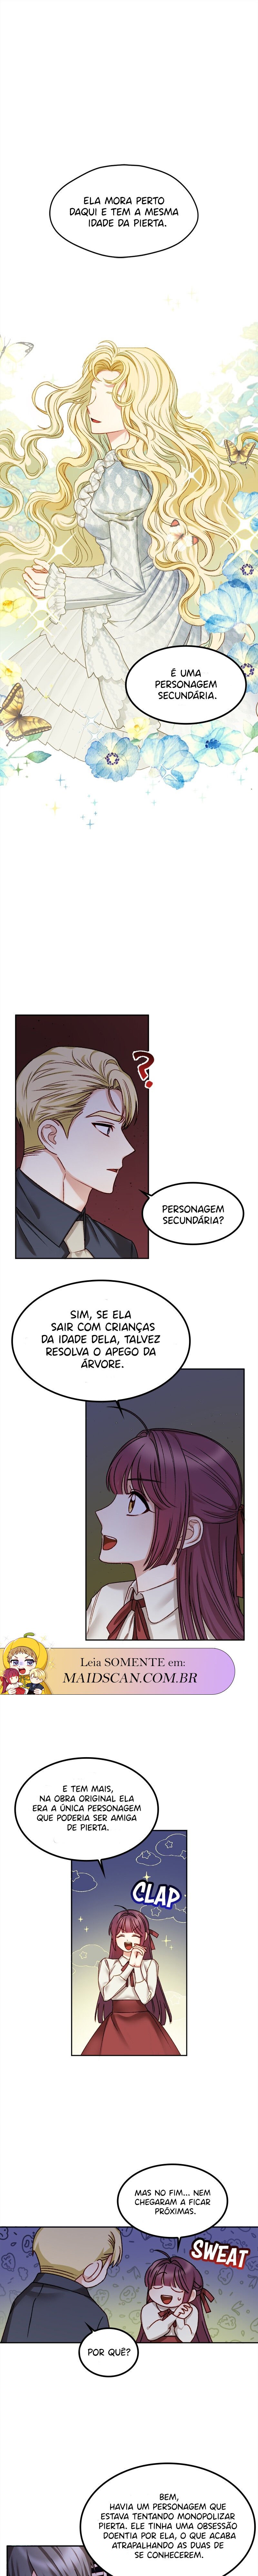 ELA MORA PERTO
DAQUI E TEM A MESMA
IDADE DA PIERTA.
É UMA
PERSONAGEM
SECUNDÁRIA.
?
PERSONAGEM
SECUNDÁRIA?
SIM, SE ELA
SAIR COM CRIANÇAS
DA IDADE DELA, TALVEZ
RESOLVA O APEGO DA
ÁRVORE.
Leia SOMENTE em:
MAIDSCAN.COM.BR
E TEM MAIS,
NA OBRA ORIGINAL ELA
ERA A ÚNICA PERSONAGEM
QUE PODERIA SER AMIGA
DE PIERTA.
CLAP
MAS NO FIM... NEM
CHEGARAM A FICAR
PRÓXIMAS.
SWEAT
POR QUÊ?
BEM,
HAVIA UM PERSONAGEM QUE
ESTAVA TENTANDO MONOPOLIZAR
PIERTA. ELE TINHA UMA OBSESSÃO
DOENTIA POR ELA, O QUE ACABA
ATRAPALHANDO AS DUAS DE
SE CONHECEREM.